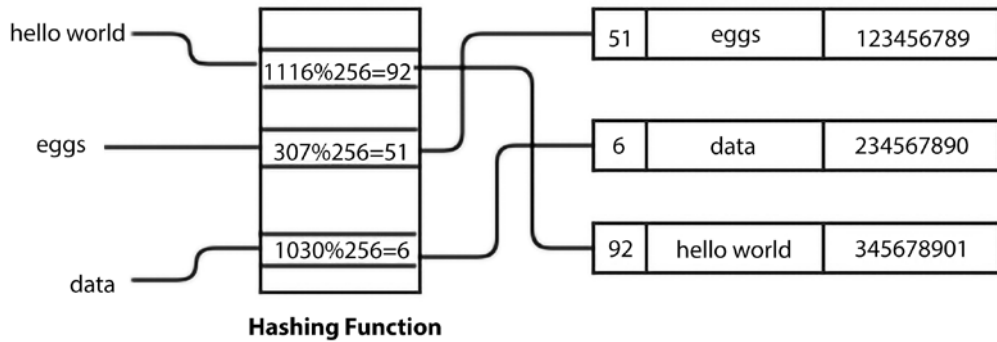 hello world
1116%256=92
eggs
307%256=51
data
1030%256=6
Hashing Function
51 eggs 123456789
6 data 234567890
92 hello world 345678901